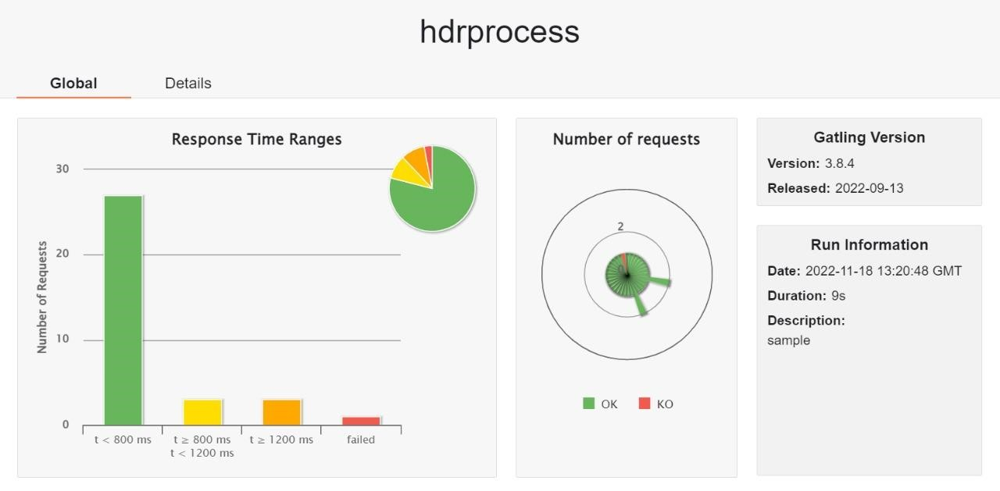 hdrprocess
Global
Details
Response Time Ranges
30
20
10
0
Number of Requests
t < 800 ms
t ≥ 800 ms
t < 1200 ms
t ≥ 1200 ms
failed
Number of requests
2
0
OK
KO
Gatling Version
Version: 3.8.4
Released: 2022-09-13
Run Information
Date: 2022-11-18 13:20:48 GMT
Duration: 9s
Description:
sample